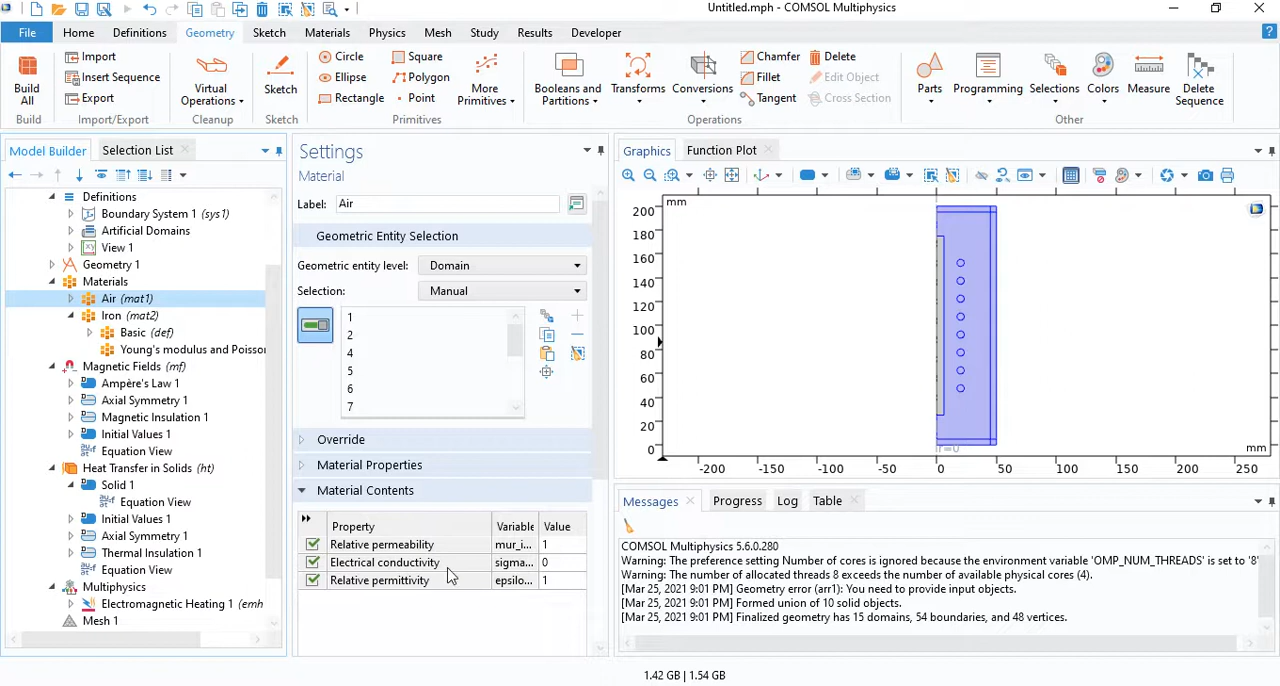 Untitled.mph - COMSOL Multiphysics
File Home Definitions Geometry Sketch Materials Physics Mesh Study Results Developer
Build All
Build
Import
Insert Sequence
Export
Import/Export
Virtual Operations
Cleanup
Sketch
Sketch
Circle
Ellipse
Rectangle
Square
Polygon
Point
More Primitives
Primitives
Booleans and Partitions
Transforms
Conversions
Chamfer
Fillet
Tangent
Delete
Edit Object
Cross Section
Operations
Parts
Programming
Selections
Colors
Measure
Delete Sequence
Other
Model Builder
Selection List
Definitions
Boundary System 1 (sys1)
Artificial Domains
View 1
Geometry 1
Materials
Air (mat1)
Iron (mat2)
Basic (def)
Young's modulus and Poisson
Magnetic Fields (mf)
Ampère's Law 1
Axial Symmetry 1
Magnetic Insulation 1
Initial Values 1
Equation View
Heat Transfer in Solids (ht)
Solid 1
Equation View
Initial Values 1
Axial Symmetry 1
Thermal Insulation 1
Equation View
Multiphysics
Electromagnetic Heating 1 (emh
Mesh 1
Settings
Material
Label: Air
Geometric Entity Selection
Geometric entity level: Domain
Selection: Manual
1
2
4
5
6
7
Override
Material Properties
Material Contents
Property Variable Value
Relative permeability mur_i... 1
Electrical conductivity sigma... 0
Relative permittivity epsilo... 1
Graphics
Function Plot
mm
200
180
160
140
120
100
80
60
40
20
0
r=0
mm
-200 -150 -100 -50 0 50 100 150 200 250
Messages Progress Log Table
COMSOL Multiphysics 5.6.0.280
Warning: The preference setting Number of cores is ignored because the environment variable 'OMP_NUM_THREADS' is set to '8'
Warning: The number of allocated threads 8 exceeds the number of available physical cores (4).
[Mar 25, 2021 9:01 PM] Geometry error (arr1): You need to provide input objects.
[Mar 25, 2021 9:01 PM] Formed union of 10 solid objects.
[Mar 25, 2021 9:01 PM] Finalized geometry has 15 domains, 54 boundaries, and 48 vertices.
1.42 GB | 1.54 GB